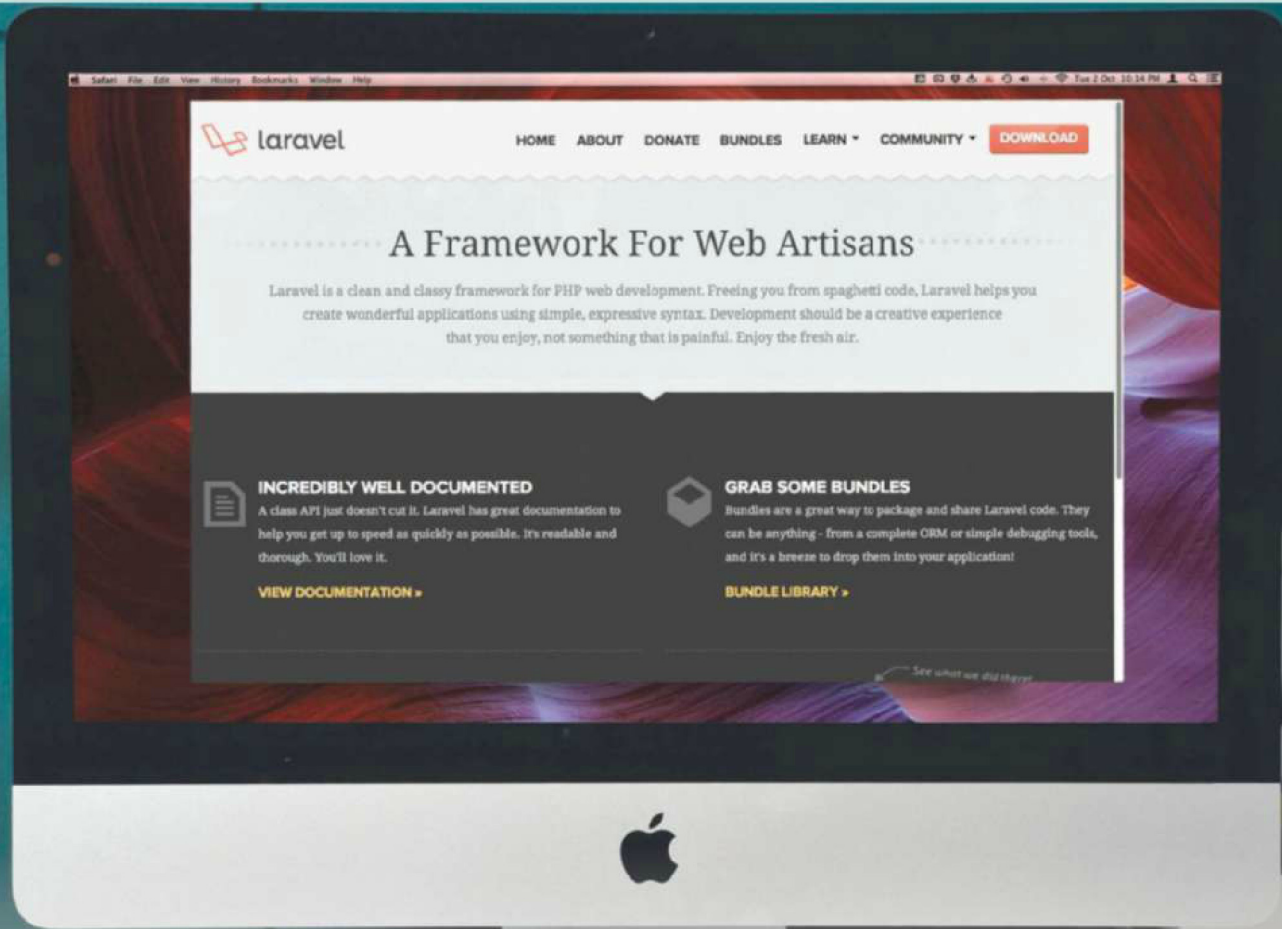 Safari File Edit View History Bookmarks Window Help
Tue 2 Oct 10:14 PM
laravel
HOME ABOUT DONATE BUNDLES LEARN COMMUNITY DOWNLOAD
A Framework For Web Artisans
Laravel is a clean and classy framework for PHP web development. Freeing you from spaghetti code, Laravel helps you
create wonderful applications using simple, expressive syntax. Development should be a creative experience
that you enjoy, not something that is painful. Enjoy the fresh air.
INCREDIBLY WELL DOCUMENTED
A class API just doesn't cut it. Laravel has great documentation to
help you get up to speed as quickly as possible. It's readable and
thorough. You'll love it.
VIEW DOCUMENTATION »
GRAB SOME BUNDLES
Bundles are a great way to package and share Laravel code. They
can be anything - from a complete ORM or simple debugging tools,
and it's a breeze to drop them into your application!
BUNDLE LIBRARY »
See what we did there?